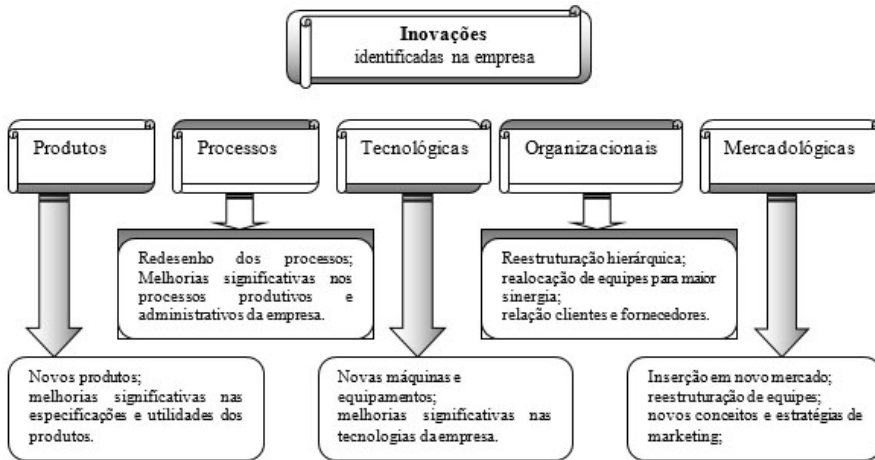 Inovações
identificadas na empresa
Produtos
Processos
Tecnológicas
Organizacionais
Mercadológicas
Redesenho dos processos;
Melhorias significativas nos
processos produtivos e
administrativos da empresa.
Reestruturação hierárquica;
realocação de equipes para maior
sinergia;
relação clientes e fornecedores.
Novos produtos;
melhorias significativas nas
especificações e utilidades dos
produtos.
Novas máquinas e
equipamentos;
melhorias significativas nas
tecnologias da empresa.
Inserção em novo mercado;
reestruturação de equipes;
novos conceitos e estratégias de
marketing;